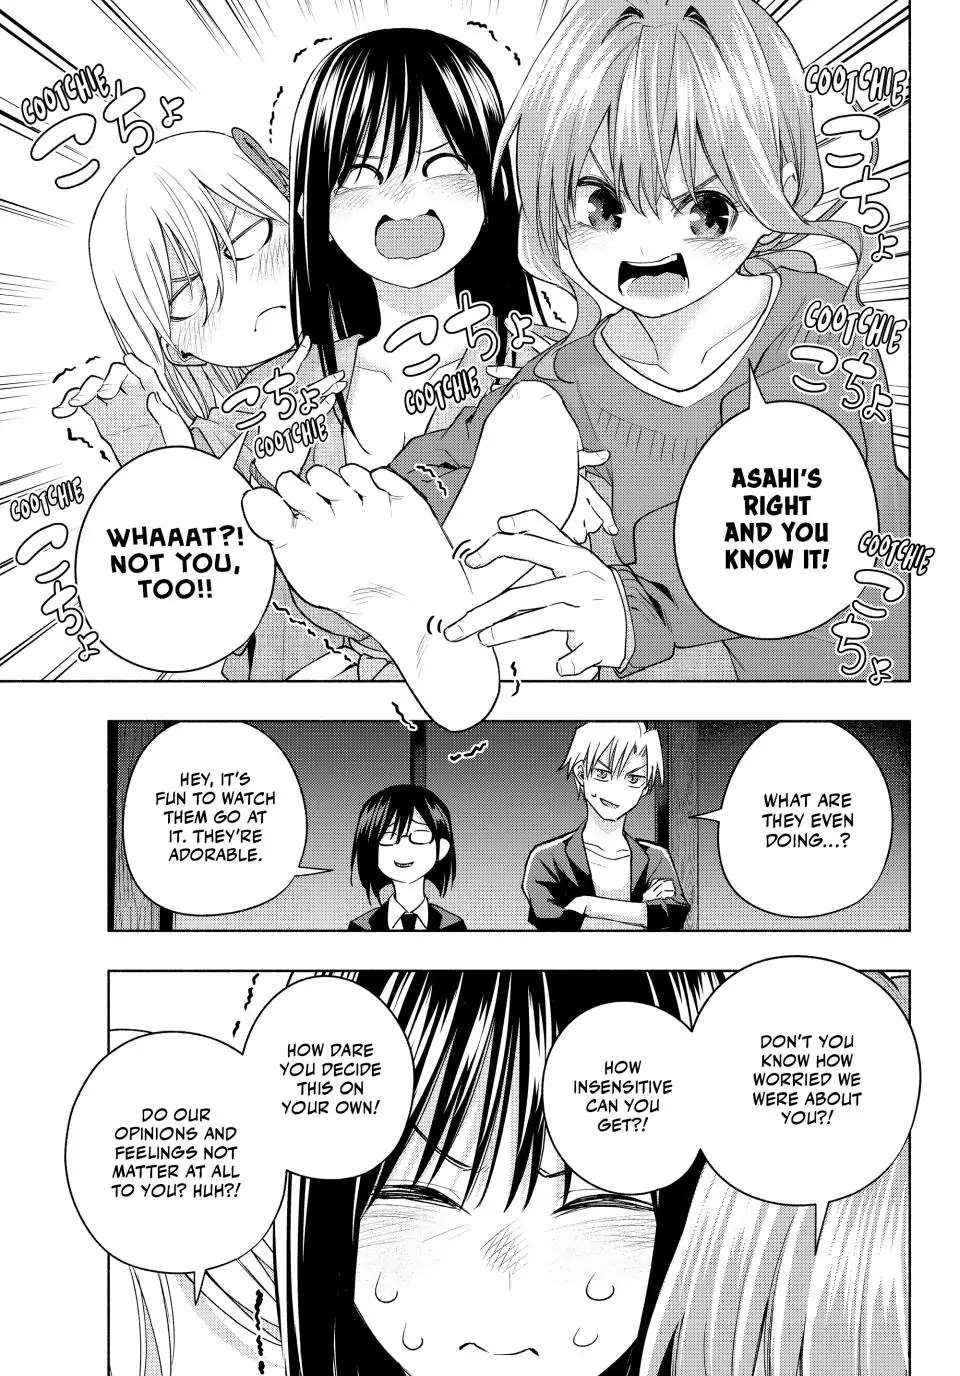 COOTCHIE
こちょ
COOTCHIE
こちょ
COOTCHIE
こちょ
COOTCHIE
こちょ
COOTCHIE
こちょ
ASAHI'S
RIGHT
AND YOU
KNOW IT!
COOTCHIE
こちょ
WHAAAT?!
NOT YOU,
TOO!!
COOTCHIE
こちょ
WHAT ARE
THEY EVEN
DOING...?
HEY, IT'S
FUN TO WATCH
THEM GO AT
IT. THEY'RE
ADORABLE.
DON'T YOU
KNOW HOW
WORRIED WE
WERE ABOUT
YOU?!
HOW
INSENSITIVE
CAN YOU
GET?!
HOW DARE
YOU DECIDE
THIS ON
YOUR OWN!
DO OUR
OPINIONS AND
FEELINGS NOT
MATTER AT ALL
TO YOU? HUH?!